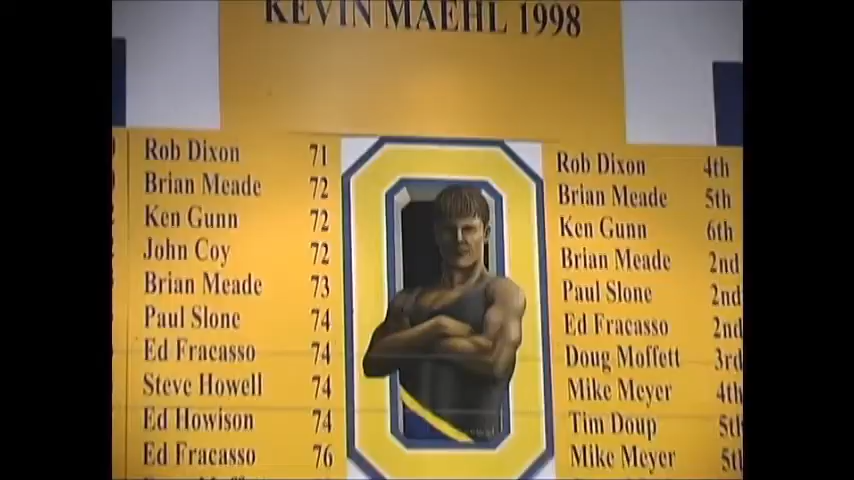 KEVIN MAEHL 1998
Rob Dixon 71
Brian Meade 72
Ken Gunn 72
John Coy 72
Brian Meade 73
Paul Slone 74
Ed Fracasso 74
Steve Howell 74
Ed Howison 74
Ed Fracasso 76
Rob Dixon 4th
Brian Meade 5th
Ken Gunn 6th
Brian Meade 2nd
Paul Slone 2nd
Ed Fracasso 2nd
Doug Moffett 3rd
Mike Meyer 4th
Tim Doup 5th
Mike Meyer 5th